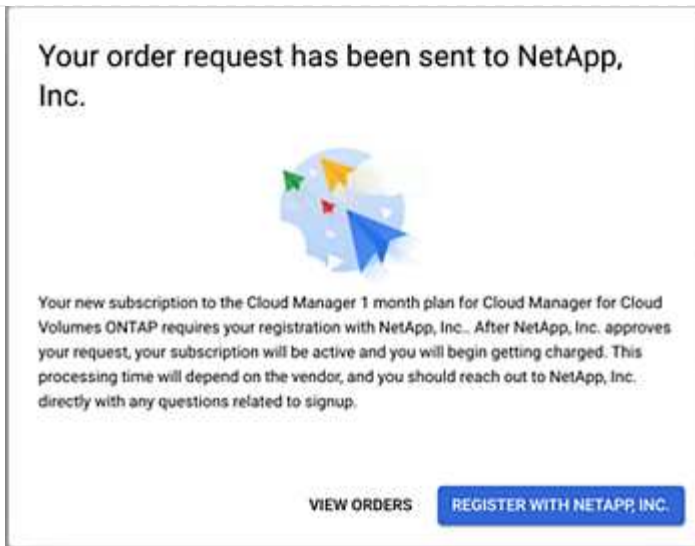 Your order request has been sent to NetApp,
Inc.
Your new subscription to the Cloud Manager 1 month plan for Cloud Manager for Cloud
Volumes ONTAP requires your registration with NetApp, Inc.. After NetApp, Inc. approves
your request, your subscription will be active and you will begin getting charged. This
processing time will depend on the vendor, and you should reach out to NetApp, Inc.
directly with any questions related to signup.
VIEW ORDERS
REGISTER WITH NETAPP, INC.